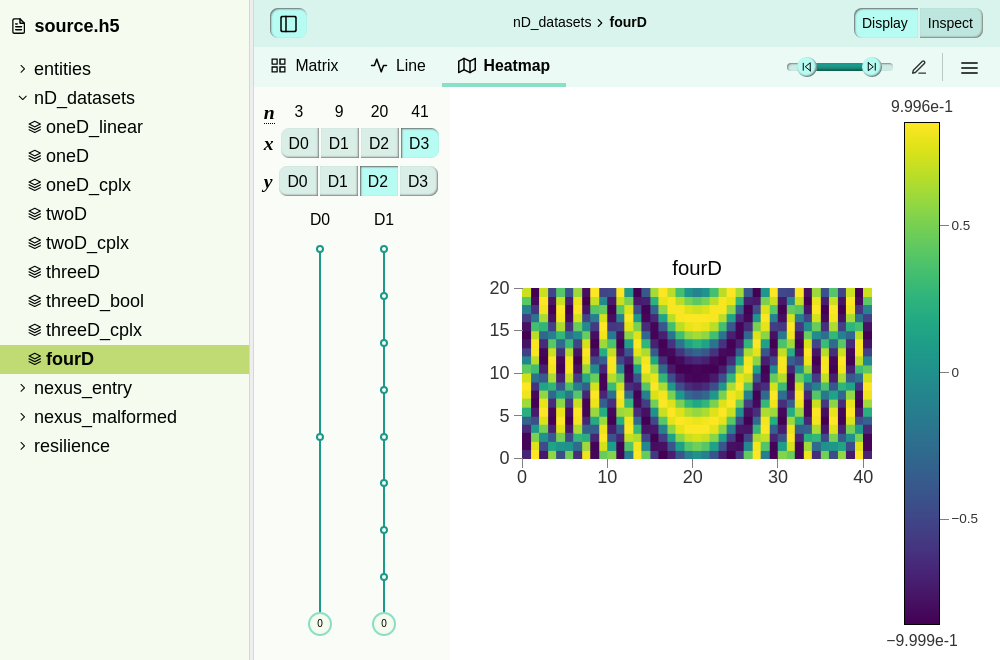 source.h5
entities
nD_datasets
oneD_linear
oneD
oneD_cplx
twoD
twoD_cplx
threeD
threeD_bool
threeD_cplx
fourD
nexus_entry
nexus_malformed
resilience
nD_datasets › fourD
Display Inspect
Matrix Line Heatmap
n 3 9 20 41
x D0 D1 D2 D3
y D0 D1 D2 D3
D0 D1
0 0
fourD
20
15
10
5
0
0 10 20 30 40
9.996e-1
0.5
0
−0.5
−9.999e-1